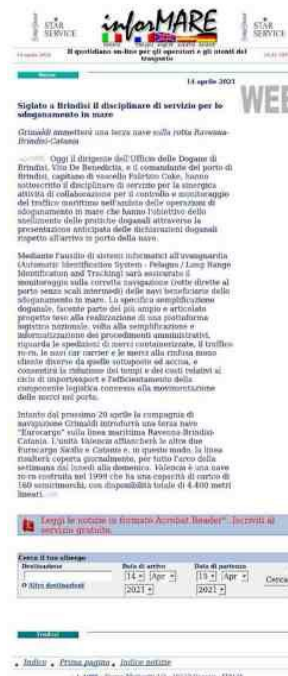 STAR
SERVICE
inforMARE
STAR
SERVICE
14 aprile 2021
Il quotidiano on-line per gli operatori e gli utenti del
trasporto
14 aprile 2021
WEE
Siglato a Brindisi il disciplinare di servizio per lo
sdoganamento in mare
Grimaldi immetterà una terza nave sulla rotta Ravenna-
Brindisi-Catania
Oggi il dirigente dell'Ufficio delle Dogane di
Brindisi, Vito De Benedictis, e il comandante del porto di
Brindisi, capitano di vascello Fabrizio Coke, hanno
sottoscritto il disciplinare di servizio per la sinergica
attività di collaborazione per il controllo e monitoraggio
del traffico marittimo nell'ambito delle operazioni di
sdoganamento in mare che hanno l'obiettivo dello
snellimento delle pratiche doganali attraverso la
presentazione anticipata delle dichiarazioni doganali
rispetto all'arrivo in porto della nave.
Mediante l'ausilio di sistemi informatici all'avanguardia
(Automatic Identification System - Pelagus / Long Range
Identification and Tracking) sarà assicurato il
monitoraggio sulla corretta navigazione (rotte dirette al
porto senza scali intermedi) delle navi beneficiarie dello
sdoganamento in mare. La specifica semplificazione
doganale, facente parte del più ampio e articolato
progetto teso alla realizzazione di una piattaforma
logistica nazionale, volta alla semplificazione e
informatizzazione dei procedimenti amministrativi,
riguarda le spedizioni di merci containerizzate, il traffico
ro-ro, le navi car carrier e le merci alla rinfusa mono
cliente diverse da quelle sottoposte ad accisa, e
consentirà la riduzione dei tempi e dei costi relativi al
ciclo di import/export e l'efficientamento della
componente logistica connessa alla movimentazione
delle merci nel porto.
Intanto dal prossimo 20 aprile la compagnia di
navigazione Grimaldi introdurrà una terza nave
"Eurocargo" sulla linea marittima Ravenna-Brindisi-
Catania. L'unità Valencia affiancherà le altre due
Eurocargo Sicilia e Catania e, in questo modo, la linea
risulterà coperta giornalmente, per tutto l'arco della
settimana dal lunedì alla domenica. Valencia è una nave
ro-ro costruita nel 1999 che ha una capacità di carico di
160 semirimorchi, con disponibilità totale di 4.400 metri
lineari.
Leggi le notizie in formato Acrobat Reader®. Iscriviti al
servizio gratuito.
Cerca il tuo albergo
Destinazione
Data di arrivo
Data di partenza
14 Apr
15 Apr
Cerca
Altre destinazioni
2021
2021
Indice Prima pagina Indice notizie